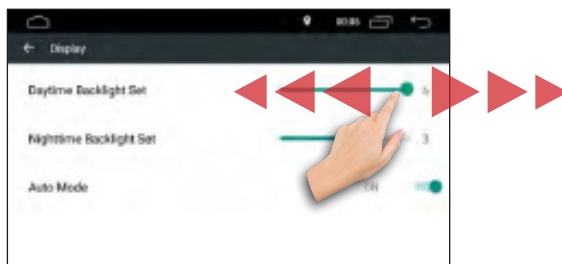 Display
Daytime Backlight Set
Nighttime Backlight Set 3
Auto Mode ON